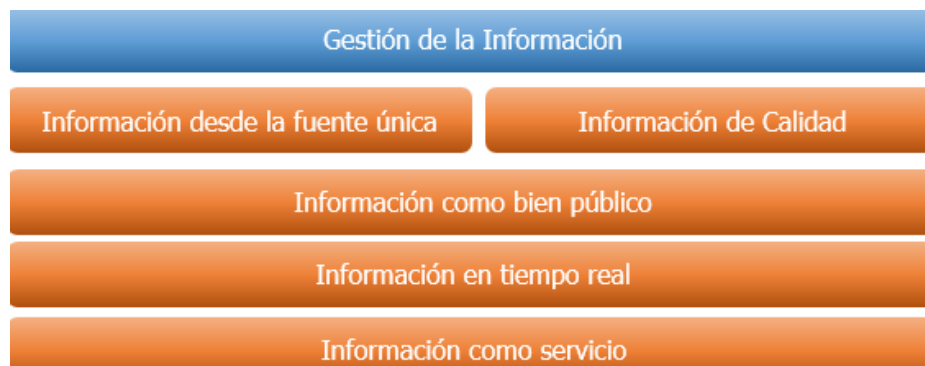 Gestión de la Información
Información desde la fuente única
Información de Calidad
Información como bien público
Información en tiempo real
Información como servicio